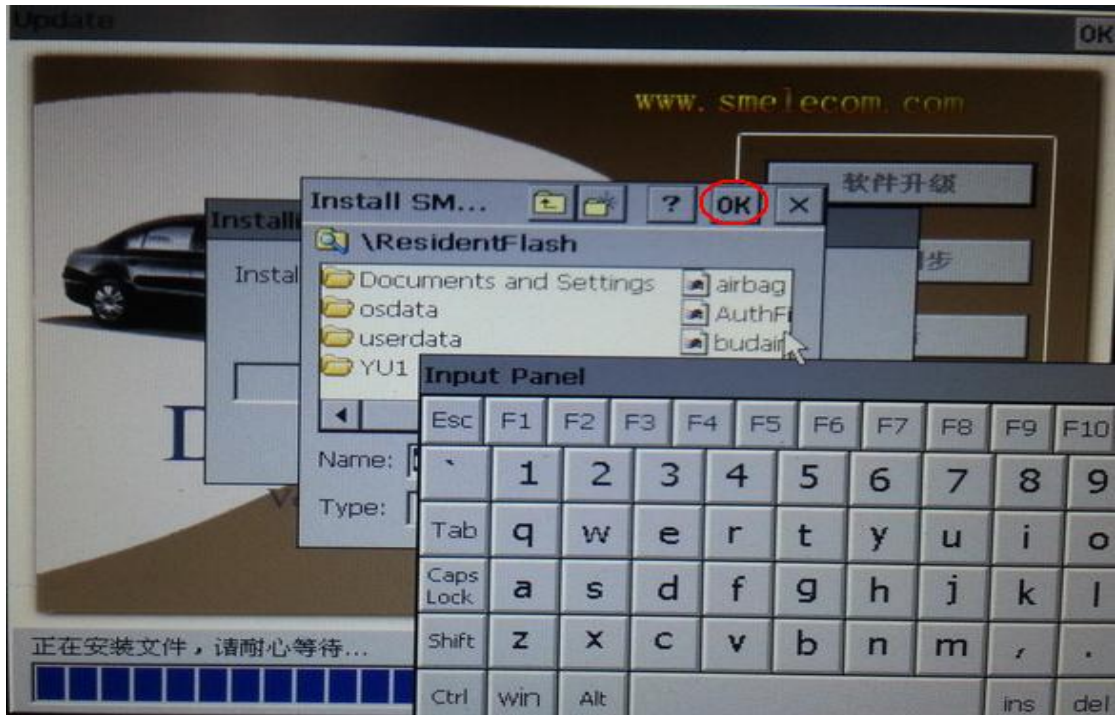 Update
OK
www.smelecom.com
软件升级
Install SM... ? OK ×
\ResidentFlash
Documents and Settings
osdata
userdata
YU1
airbag
AuthFi
budair
Name:
Type:
Input Panel
Esc F1 F2 F3 F4 F5 F6 F7 F8 F9 F10
` 1 2 3 4 5 6 7 8 9
Tab q w e r t y u i o
Caps Lock a s d f g h j k l
Shift z x c v b n m , .
Ctrl win Alt ins del
Install
Instal
步
D
正在安装文件，请耐心等待...